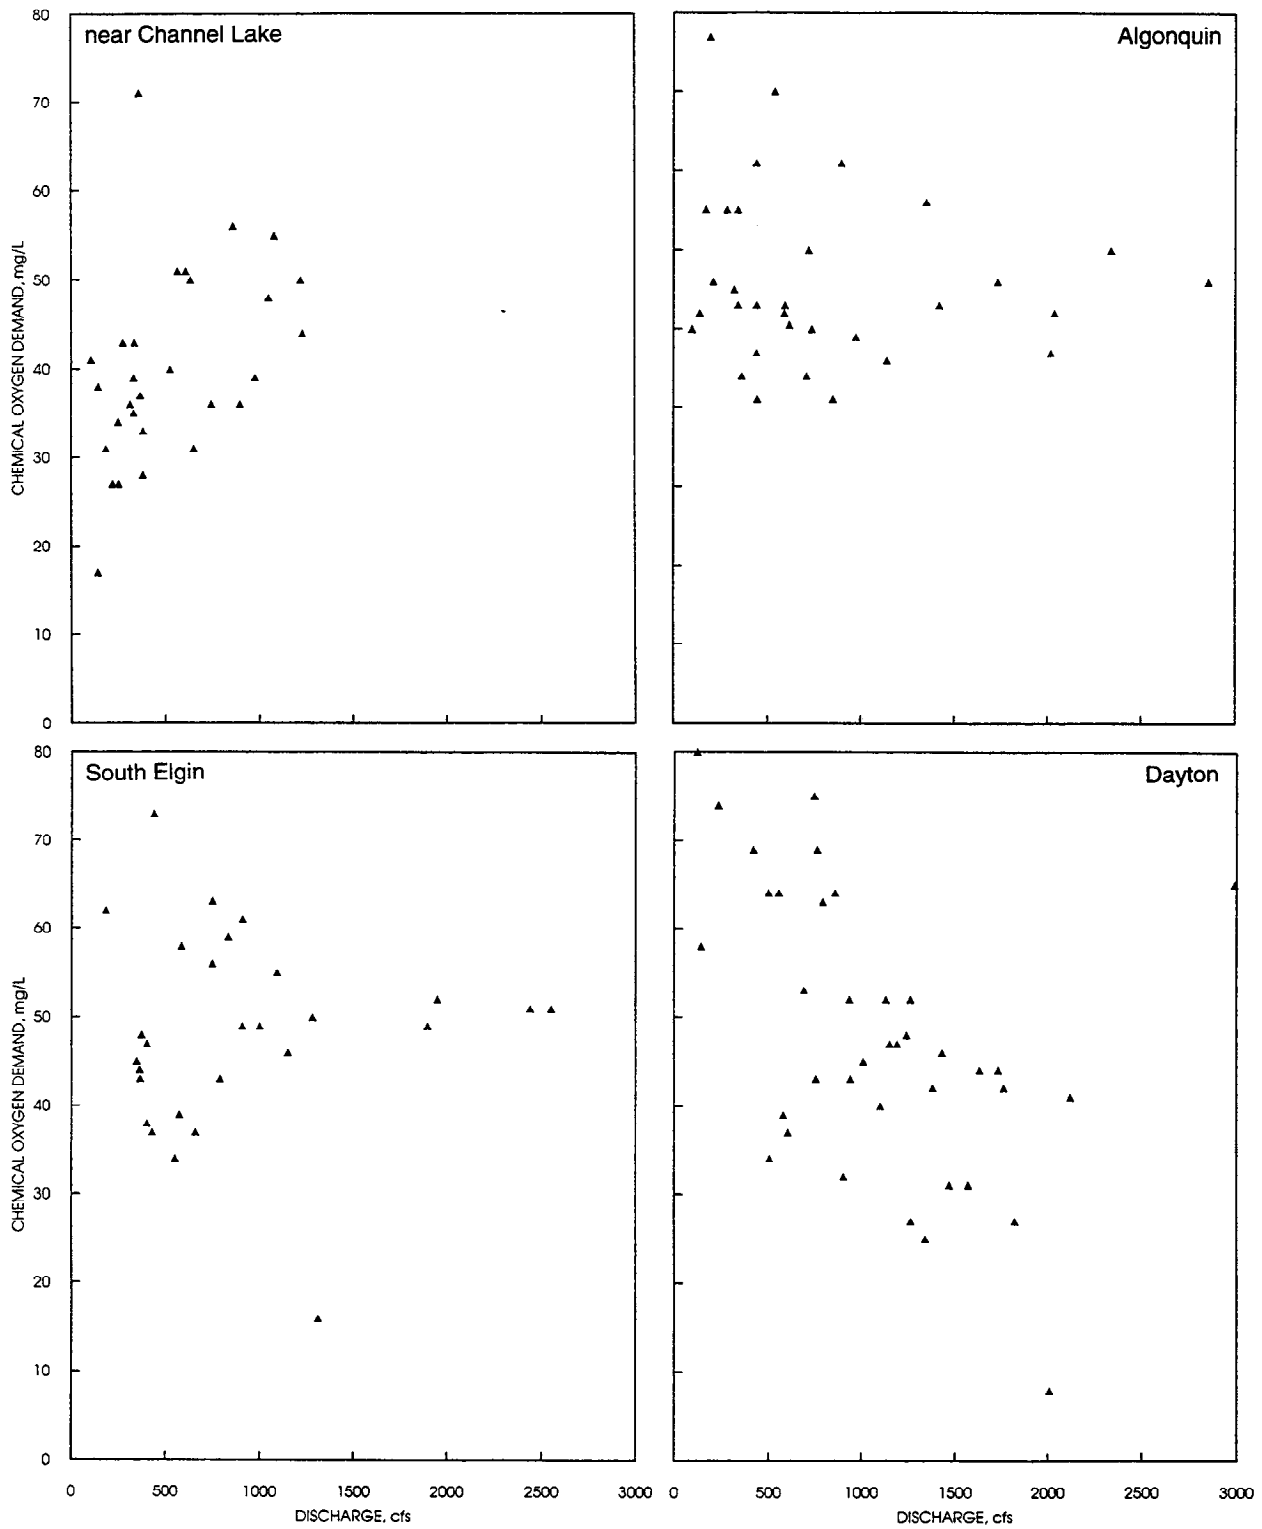 near Channel Lake
Algonquin
80
70
60
50
40
30
20
10
0
CHEMICAL OXYGEN DEMAND, mg/L
South Elgin
Dayton
80
70
60
50
40
30
20
10
0
CHEMICAL OXYGEN DEMAND, mg/L
0 500 1000 1500 2000 2500 3000
0 500 1000 1500 2000 2500 3000
DISCHARGE, cfs
DISCHARGE, cfs